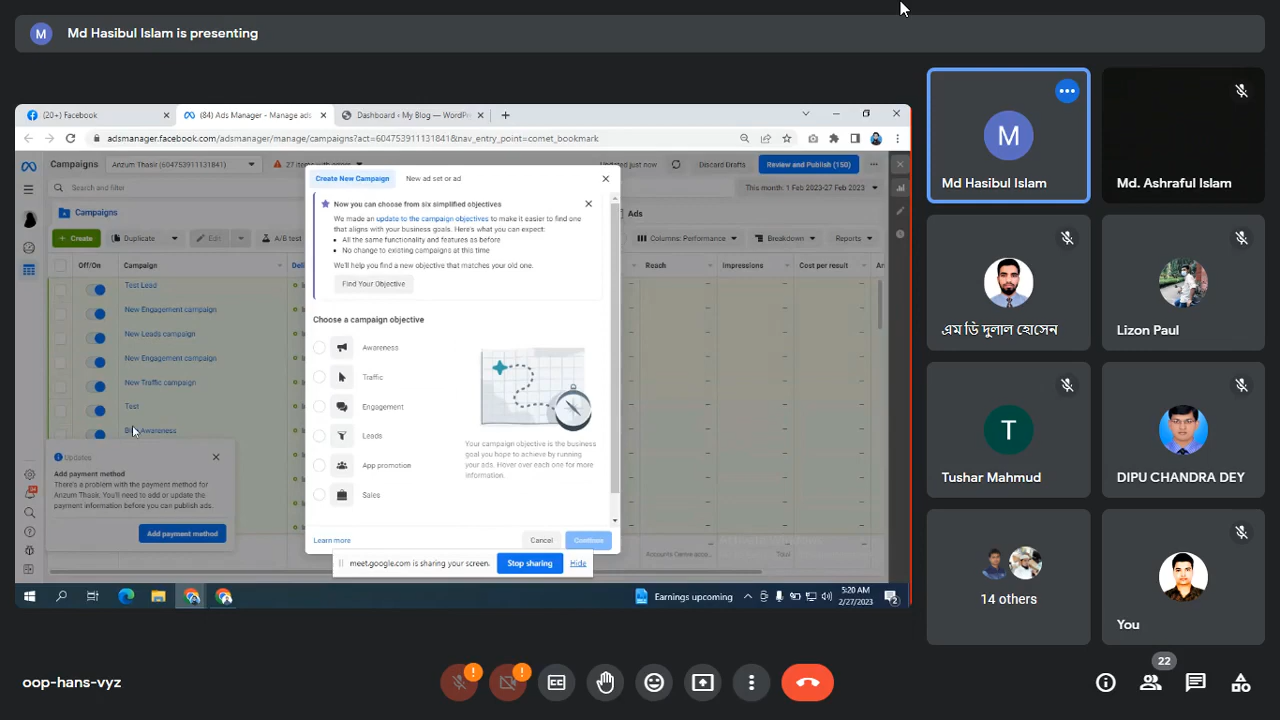 M Md Hasibul Islam is presenting
(20+) Facebook
(84) Ads Manager - Manage ads
Dashboard ‹ My Blog — WordPr
adsmanager.facebook.com/adsmanager/manage/campaigns?act=604753911131841&nav_entry_point=comet_bookmark
Campaigns
Anzum Thasir (604753911131841)
27 items with errors
Updated just now
Discard Drafts
Review and Publish (150)
Search and filter
This month: 1 Feb 2023-27 Feb 2023
Campaigns
Ads
+ Create
Duplicate
Edit
A/B test
Columns: Performance
Breakdown
Reports
Off/On
Campaign
Reach
Impressions
Cost per result
Test Lead
New Engagement campaign
New Leads campaign
New Engagement campaign
New Traffic campaign
Test
Awareness
Updates
Add payment method
There's a problem with the payment method for
Anzum Thasir, You'll need to add or update the
payment information before you can publish ads.
Add payment method
Create New Campaign
New ad set or ad
Now you can choose from six simplified objectives
We made an update to the campaign objectives to make it easier to find one
that aligns with your business goals. Here's what you can expect:
• All the same functionality and features as before
• No change to existing campaigns at this time
We'll help you find a new objective that matches your old one.
Find Your Objective
Choose a campaign objective
Awareness
Traffic
Engagement
Leads
App promotion
Sales
Your campaign objective is the business
goal you hope to achieve by running
your ads. Hover over each one for more
information.
Learn more
Cancel
Continue
meet.google.com is sharing your screen.
Stop sharing
Hide
Earnings upcoming
5:20 AM
2/27/2023
2
M
Md Hasibul Islam
Md. Ashraful Islam
এম ডি দুলাল হোসেন
Lizon Paul
T
Tushar Mahmud
DIPU CHANDRA DEY
14 others
You
oop-hans-vyz
CC
22